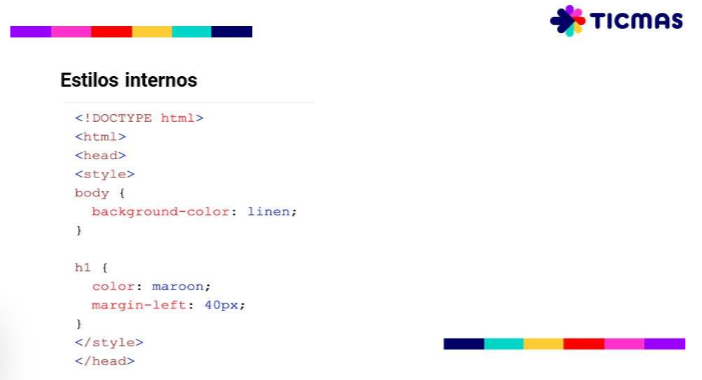 TICMAS
Estilos internos
<!DOCTYPE html>
<html>
<head>
<style>
body {
  background-color: linen;
}

h1 {
  color: maroon;
  margin-left: 40px;
}
</style>
</head>